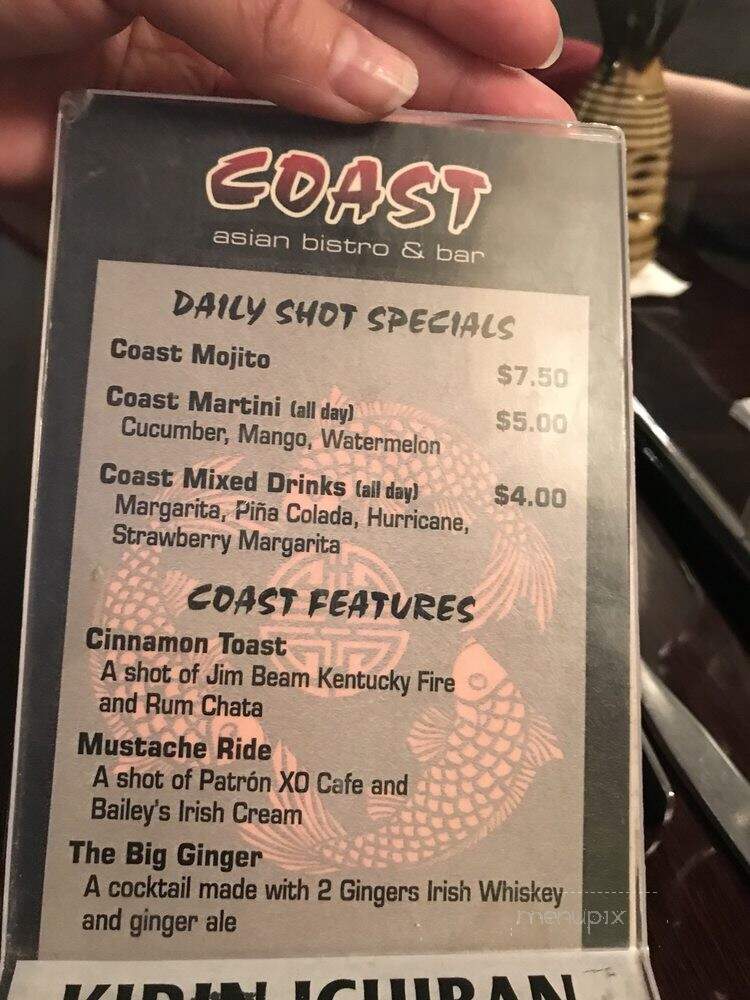 COAST
asian bistro & bar
DAILY SHOT SPECIALS
Coast Mojito $7.50
Coast Martini (all day) $5.00
Cucumber, Mango, Watermelon
Coast Mixed Drinks (all day) $4.00
Margarita, Piña Colada, Hurricane,
Strawberry Margarita
COAST FEATURES
Cinnamon Toast
A shot of Jim Beam Kentucky Fire
and Rum Chata
Mustache Ride
A shot of Patrón XO Cafe and
Bailey's Irish Cream
The Big Ginger
A cocktail made with 2 Gingers Irish Whiskey
and ginger ale
menupix
KIRIN ICHIBAN